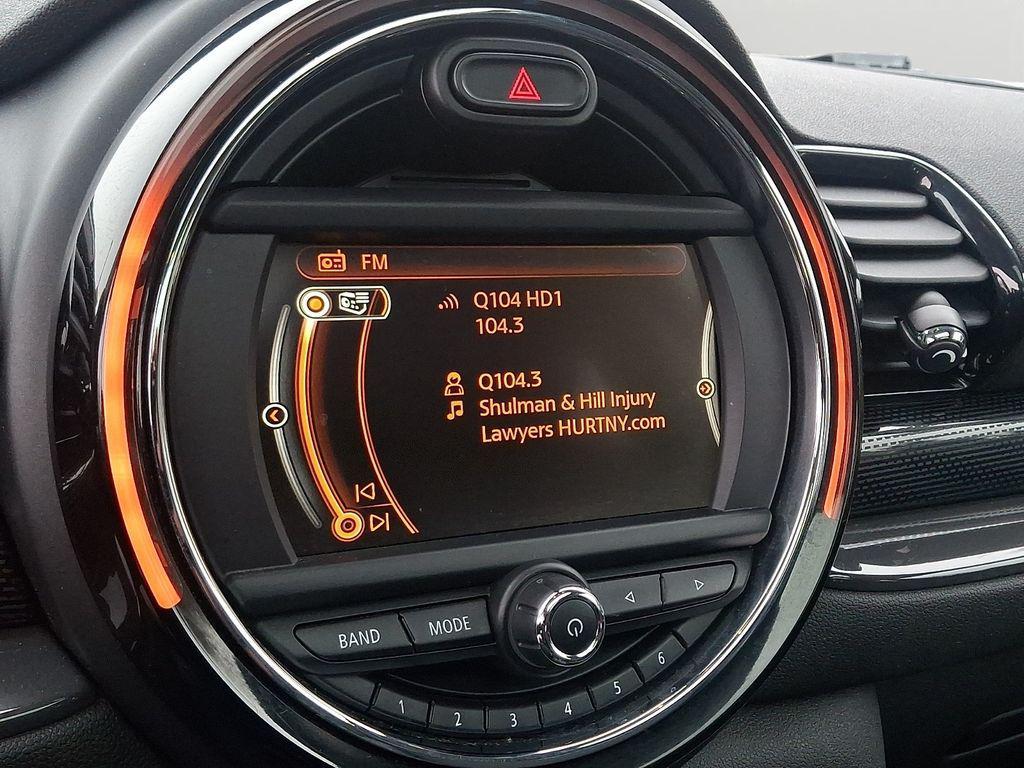 FM
Q104 HD1
104.3
Q104.3
Shulman & Hill Injury
Lawyers HURTNY.com
BAND
MODE
1
2
3
4
5
6